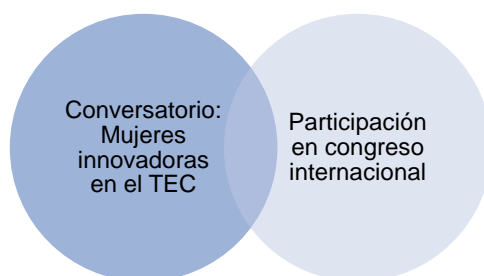 Conversatorio:
Mujeres
innovadoras
en el TEC
Participación
en congreso
internacional